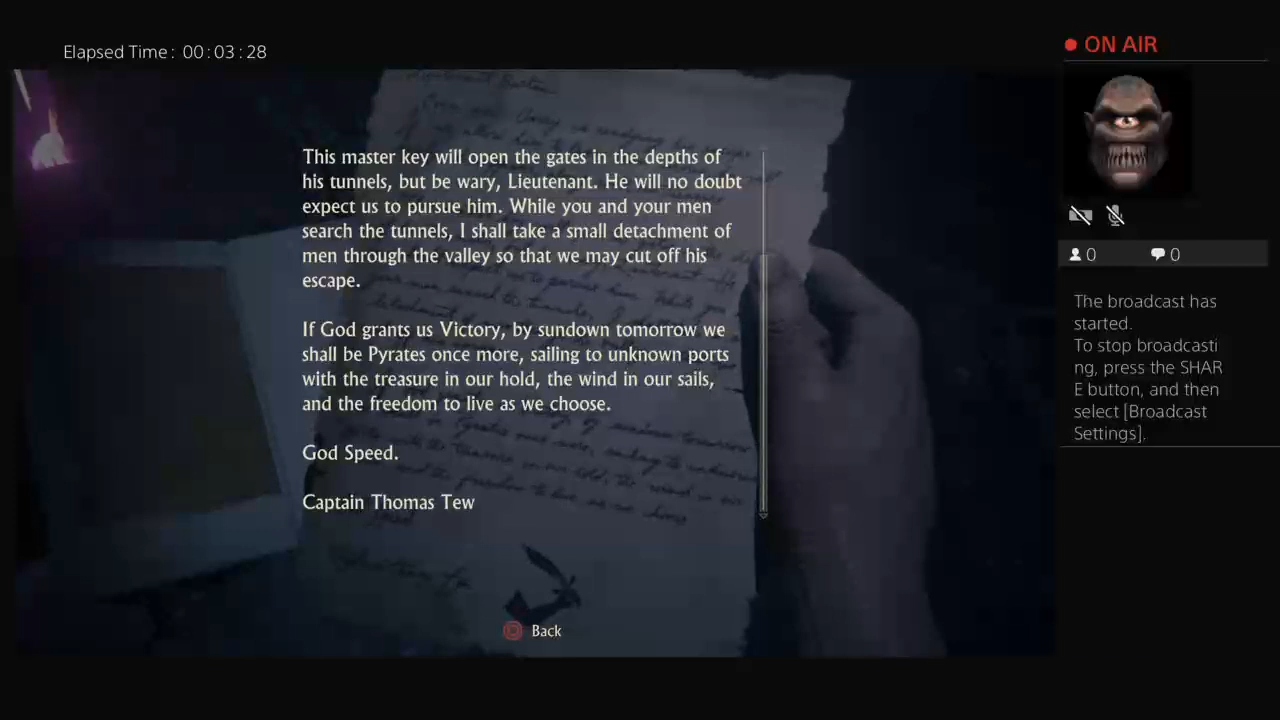 Elapsed Time: 00:03:28
ON AIR
This master key will open the gates in the depths of
his tunnels, but be wary, Lieutenant. He will no doubt
expect us to pursue him. While you and your men
search the tunnels, I shall take a small detachment of
men through the valley so that we may cut off his
escape.
If God grants us Victory, by sundown tomorrow we
shall be Pyrates once more, sailing to unknown ports
with the treasure in our hold, the wind in our sails,
and the freedom to live as we choose.
God Speed.
Captain Thomas Tew
Back
0
0
The broadcast has
started.
To stop broadcasti
ng, press the SHAR
E button, and then
select [Broadcast
Settings].